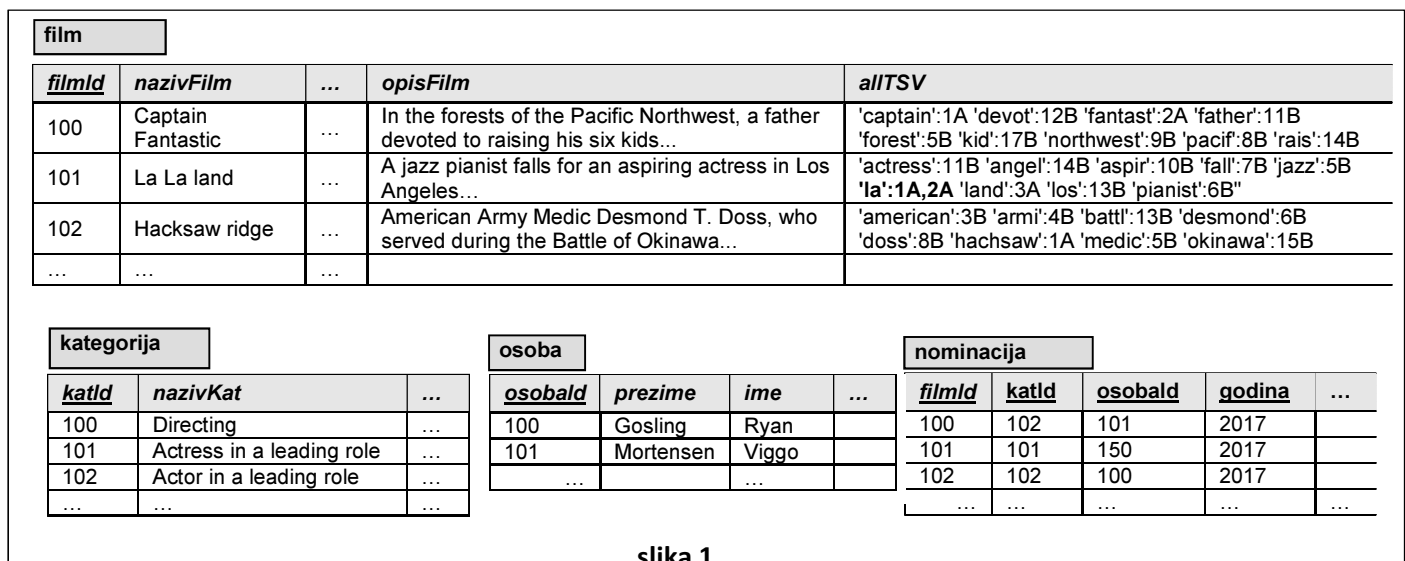 film
filmId nazivFilm … opisFilm allTSV
100 Captain Fantastic … In the forests of the Pacific Northwest, a father devoted to raising his six kids... 'captain':1A 'devot':12B 'fantast':2A 'father':11B 'forest':5B 'kid':17B 'northwest':9B 'pacif':8B 'rais':14B
101 La La land … A jazz pianist falls for an aspiring actress in Los Angeles… 'actress':11B 'angel':14B 'aspir':10B 'fall':7B 'jazz':5B 'la':1A,2A 'land':3A 'los':13B 'pianist':6B"
102 Hacksaw ridge … American Army Medic Desmond T. Doss, who served during the Battle of Okinawa... 'american':3B 'armi':4B 'battl':13B 'desmond':6B 'doss':8B 'hachsaw':1A 'medic':5B 'okinawa':15B
… … …
kategorija
katId nazivKat …
100 Directing …
101 Actress in a leading role …
102 Actor in a leading role …
… … …
osoba
osobaId prezime ime …
100 Gosling Ryan
101 Mortensen Viggo
… …
nominacija
filmId katId osobaId godina …
100 102 101 2017
101 101 150 2017
102 102 100 2017
… … … … …
slika 1